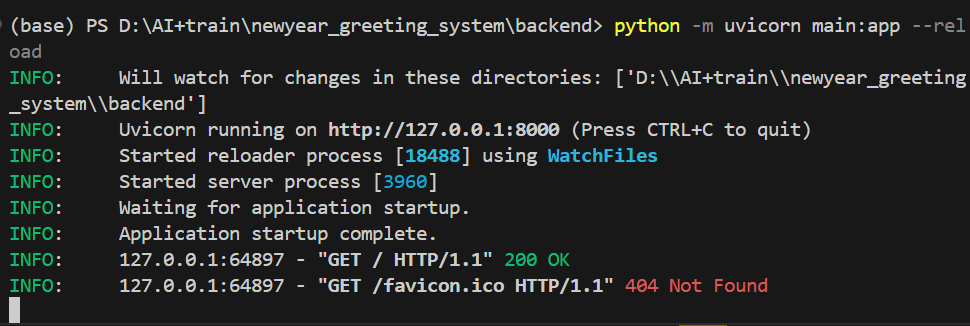 (base) PS D:\AI+train\newyear_greeting_system\backend> python -m uvicorn main:app --rel
oad
INFO:     Will watch for changes in these directories: ['D:\\AI+train\\newyear_greeting
_system\\backend']
INFO:     Uvicorn running on http://127.0.0.1:8000 (Press CTRL+C to quit)
INFO:     Started reloader process [18488] using WatchFiles
INFO:     Started server process [3960]
INFO:     Waiting for application startup.
INFO:     Application startup complete.
INFO:     127.0.0.1:64897 - "GET / HTTP/1.1" 200 OK
INFO:     127.0.0.1:64897 - "GET /favicon.ico HTTP/1.1" 404 Not Found